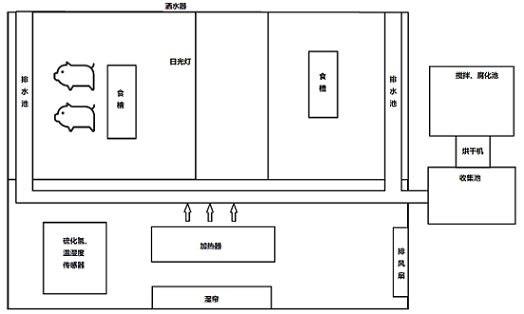 洒水器
日光灯
排
水
池
食
槽
食
槽
排
水
池
搅拌、腐化池
烘干机
收集池
硫化氢、
温湿度
传感器
加热器
排
风
扇
湿帘